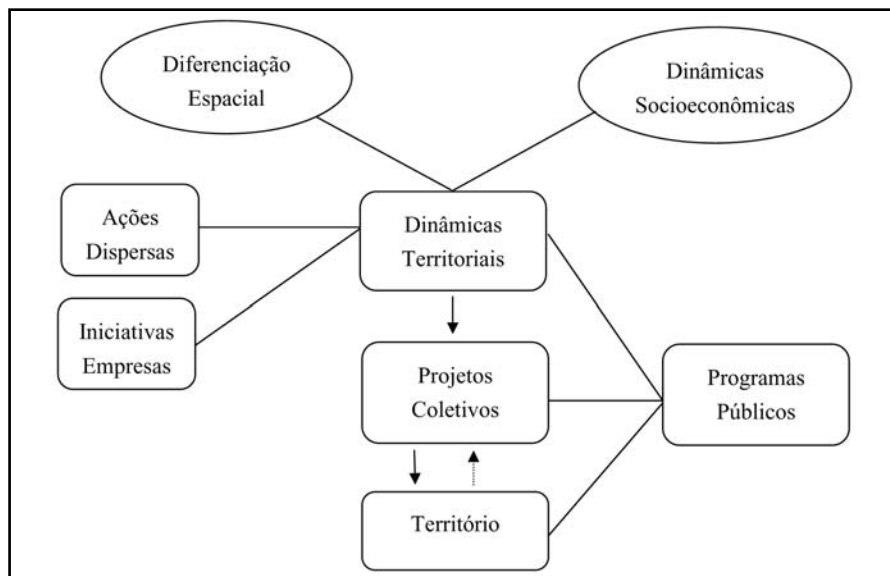 Diferenciação
Espacial
Dinâmicas
Socioeconômicas
Ações
Dispersas
Dinâmicas
Territoriais
Iniciativas
Empresas
Projetos
Coletivos
Programas
Públicos
Território